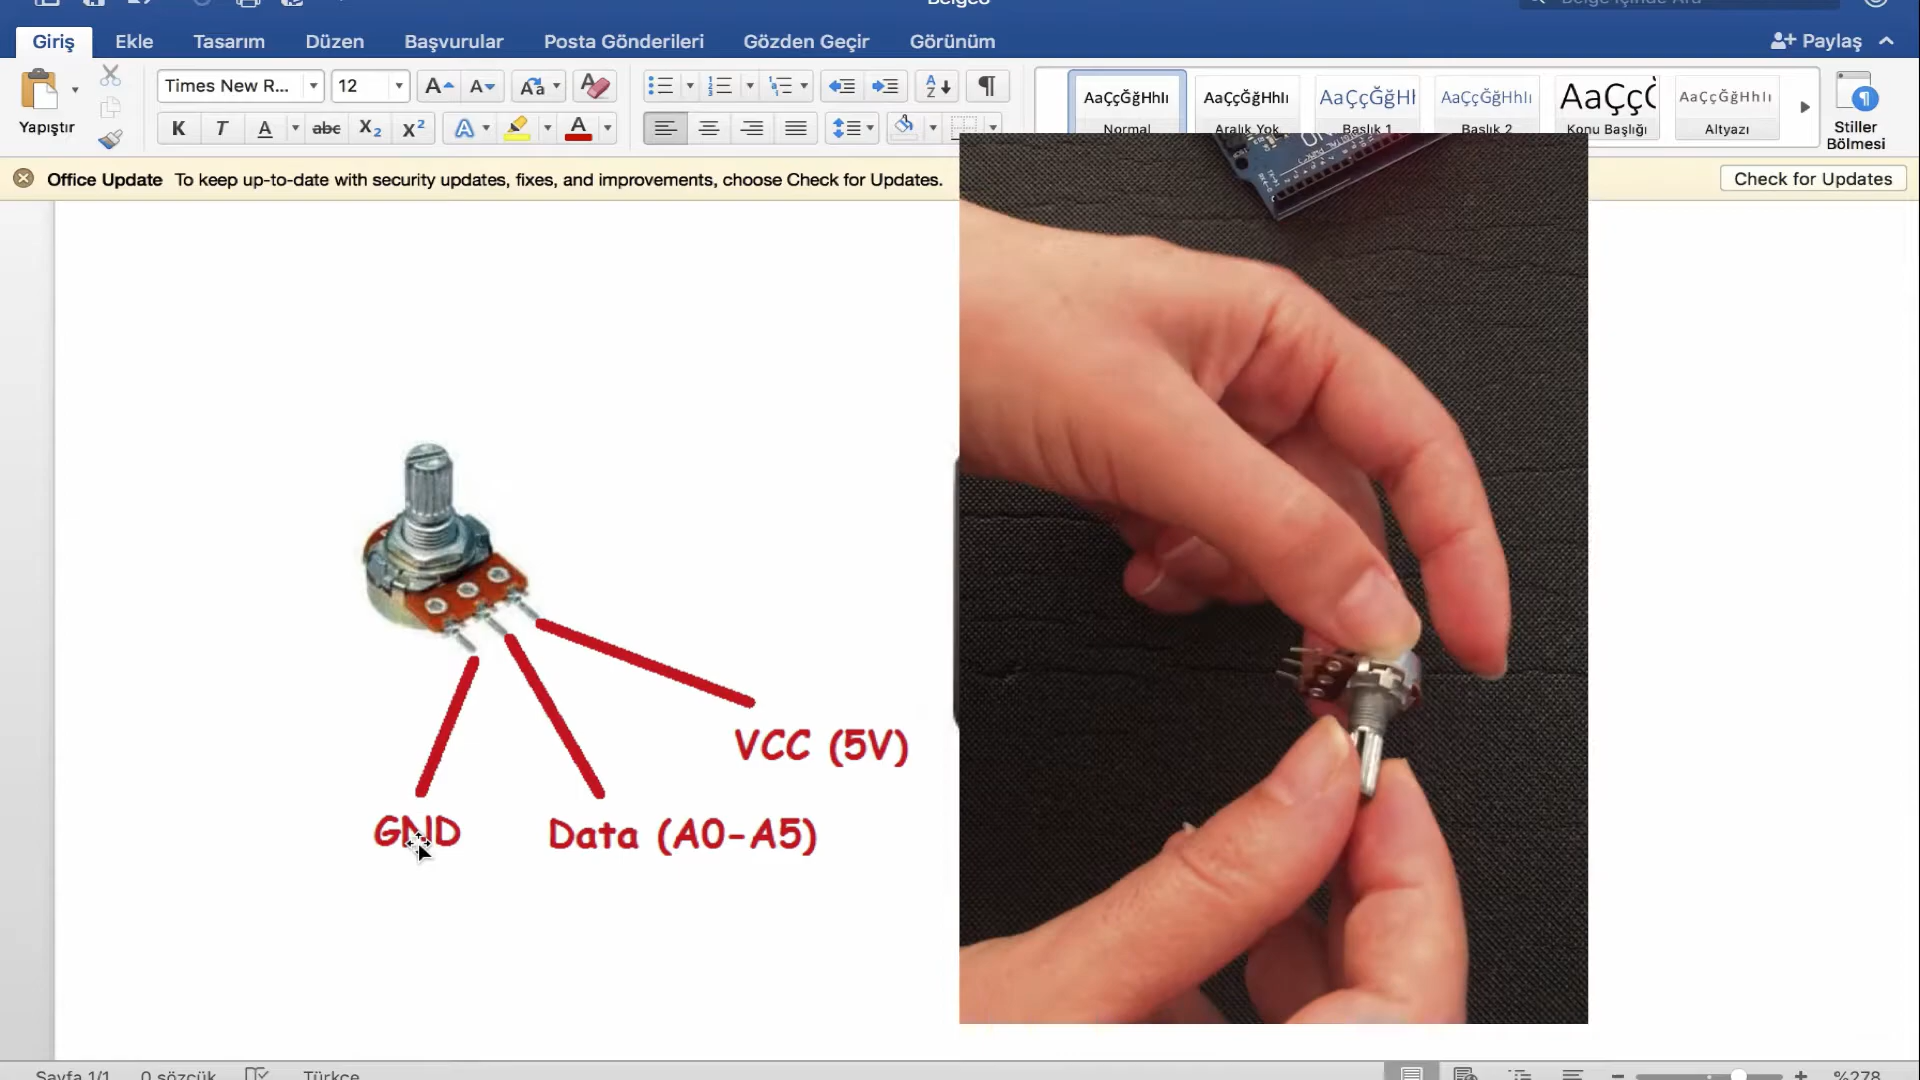 Giriş Ekle Tasarım Düzen Başvurular Posta Gönderileri Gözden Geçir Görünüm Paylaş
Yapıştır
Times New R... 12
K T A abc X₂ X²
AaÇçĞğHhIı AaÇçĞğHhIı AaÇçĞğHI AaÇçĞğHhIı AaÇçĞ AaÇçĞğHhIı
Normal Aralık Yok Başlık 1 Başlık 2 Konu Başlığı Altyazı
Stiller
Bölmesi
Office Update To keep up-to-date with security updates, fixes, and improvements, choose Check for Updates.
Check for Updates
VCC (5V)
GND Data (A0-A5)
Sayfa 1/1 0 sözcük Türkçe %278